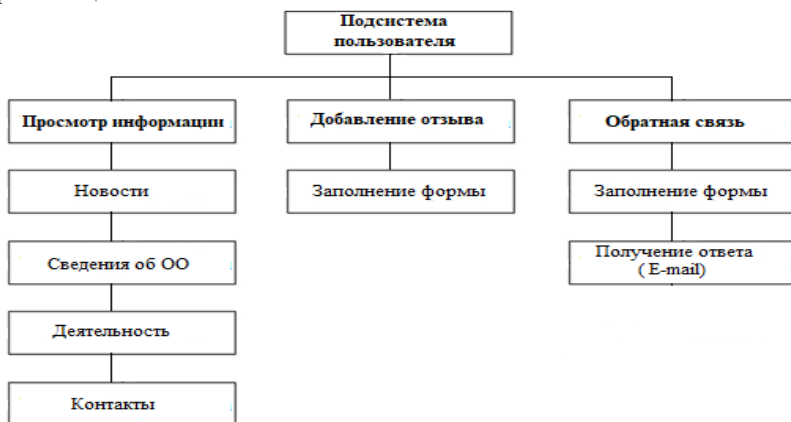 Подсистема
пользователя
Просмотр информации
Добавление отзыва
Обратная связь
Новости
Заполнение формы
Заполнение формы
Сведения об ОО
Получение ответа
( E-mail)
Деятельность
Контакты